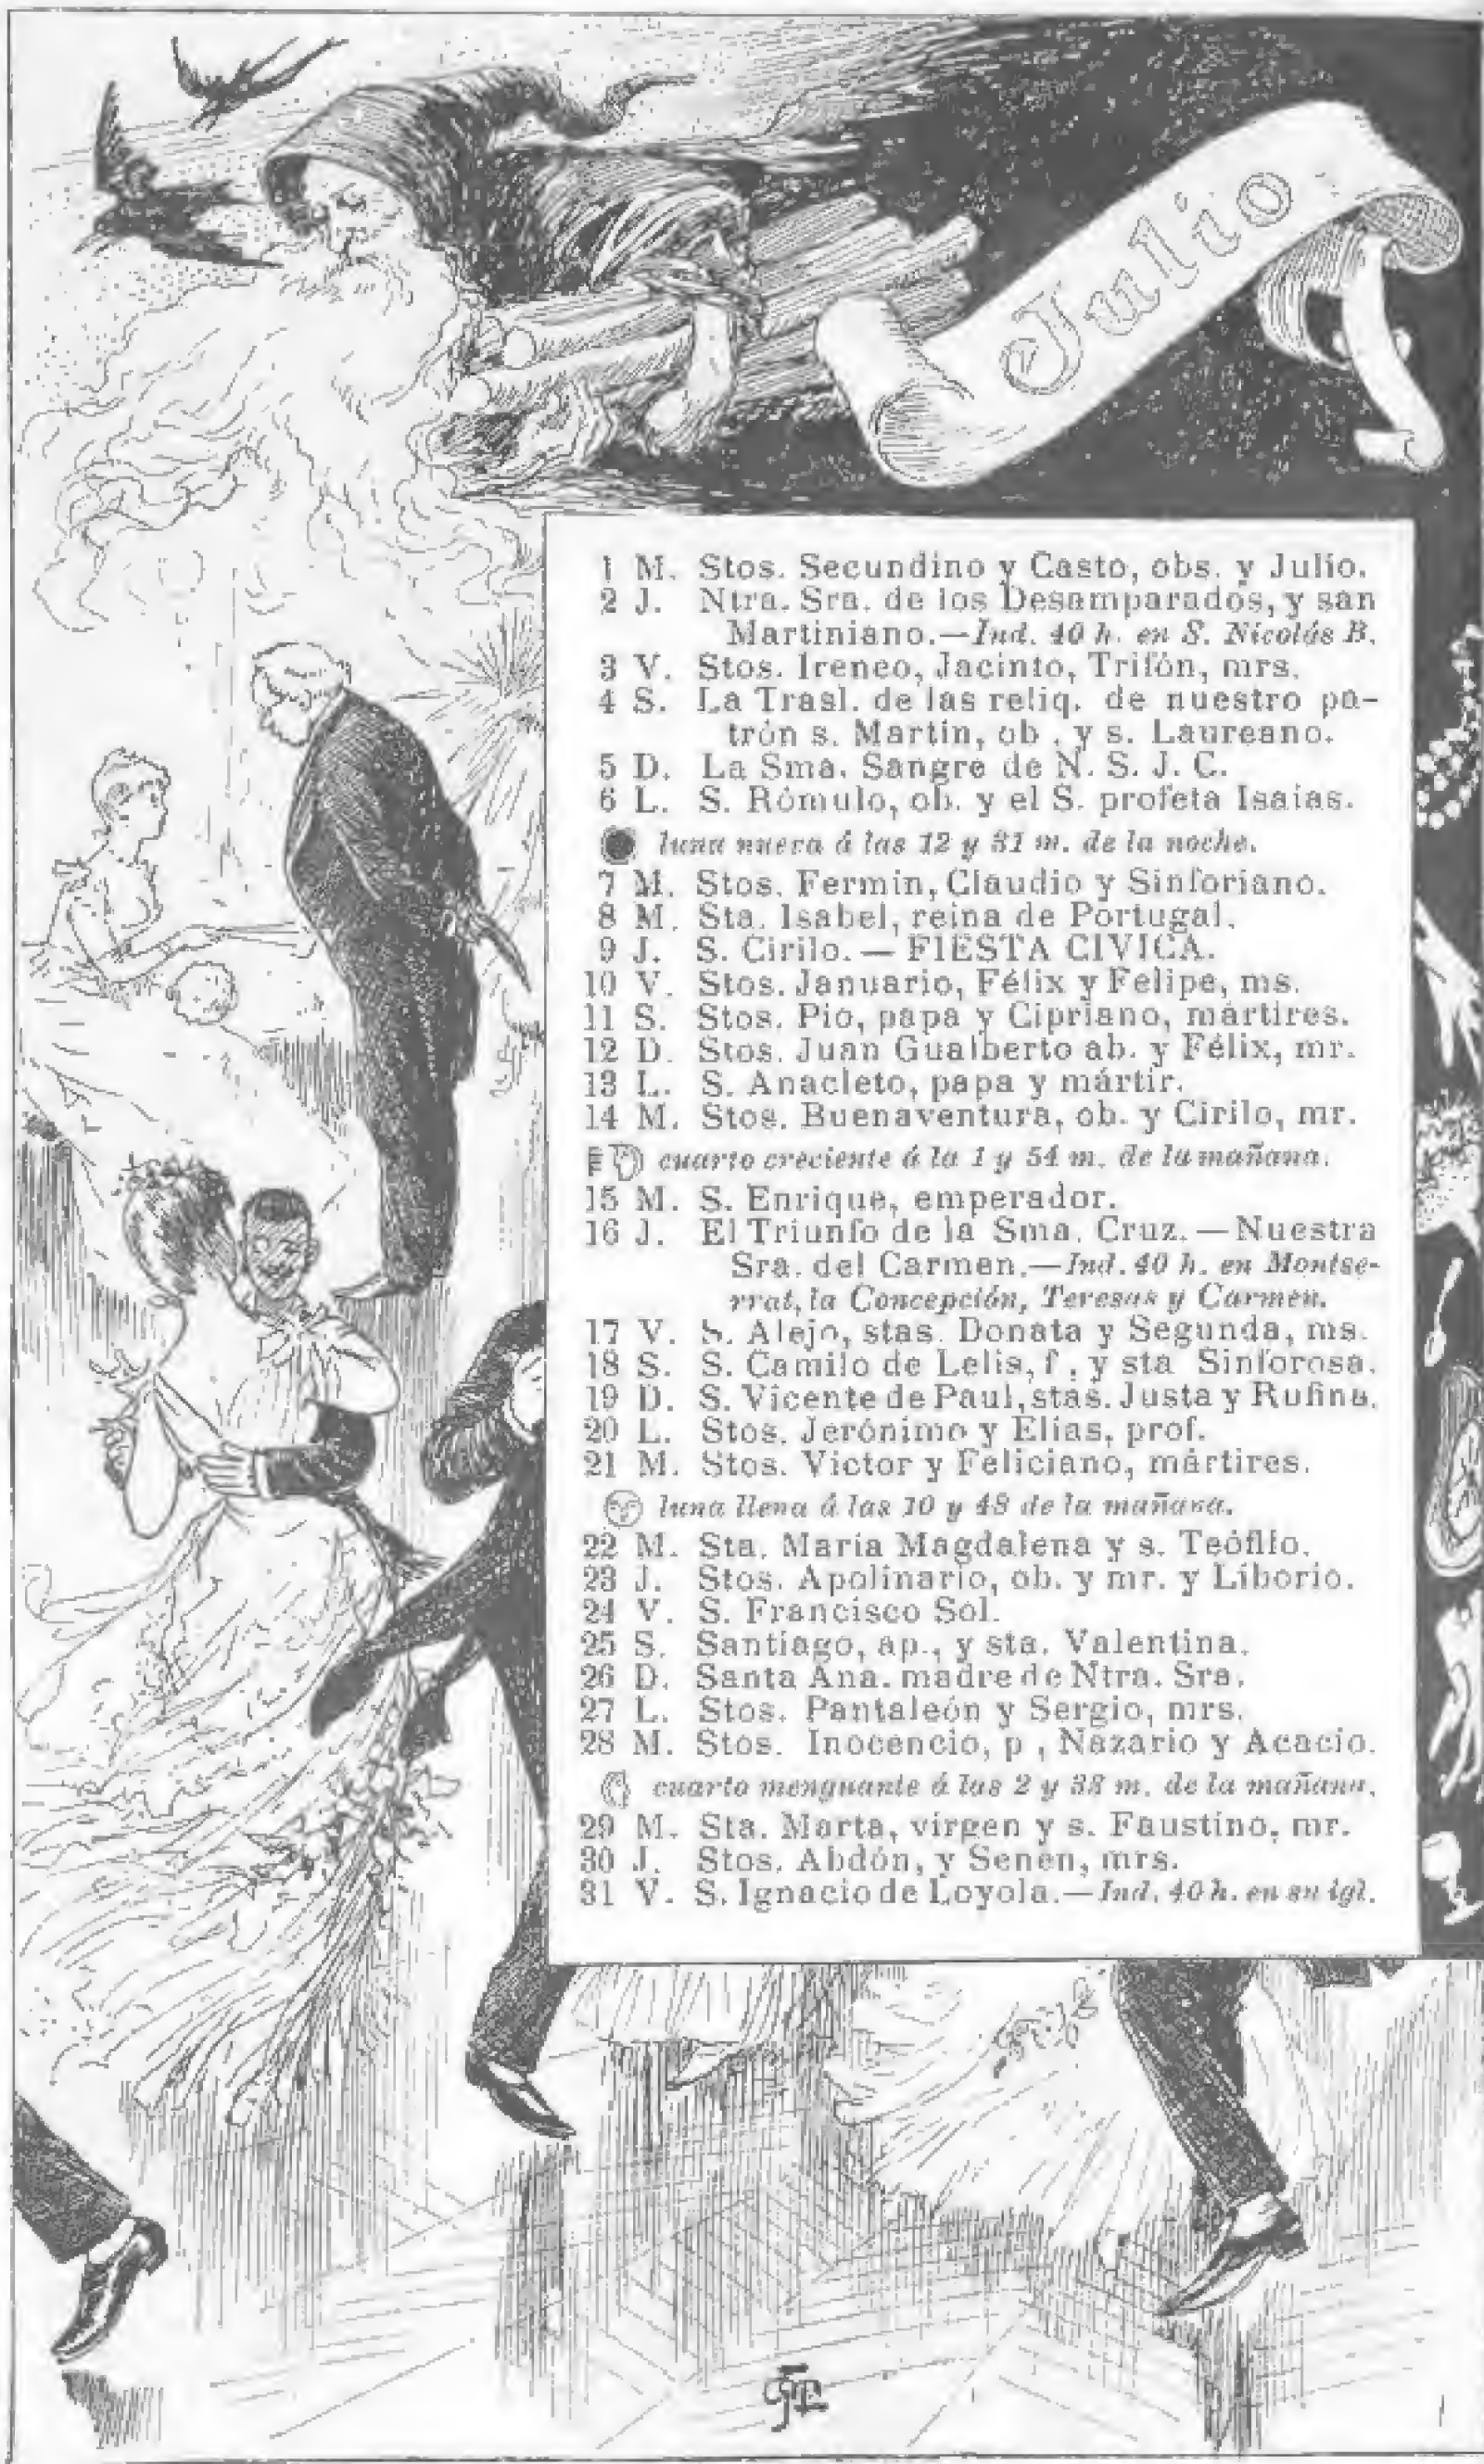 Julio
1 M. Stos. Secundino y Casto, obs. y Julio.
2 J. Ntra. Sra. de los Desamparados, y san
Martiniano.—Ind. 40 h. en S. Nicolás B.
3 V. Stos. Ireneo, Jacinto, Trifón, mrs.
4 S. La Trasl. de las reliq. de nuestro pa-
trón s. Martín, ob., y s. Laureano.
5 D. La Sma. Sangre de N. S. J. C.
6 L. S. Rómulo, ob. y el S. profeta Isaias.
luna nueva á las 12 y 31 m. de la noche.
7 M. Stos. Fermin, Claudio y Sinforiano.
8 M. Sta. Isabel, reina de Portugal.
9 J. S. Cirilo. — FIESTA CIVICA.
10 V. Stos. Januario, Félix y Felipe, ms.
11 S. Stos. Pio, papa y Cipriano, mártires.
12 D. Stos. Juan Gualberto ab. y Félix, mr.
13 L. S. Anacleto, papa y mártir.
14 M. Stos. Buenaventura, ob. y Cirilo, mr.
cuarto creciente á la 1 y 54 m. de la mañana.
15 M. S. Enrique, emperador.
16 J. El Triunfo de la Sma. Cruz. — Nuestra
Sra. del Carmen.—Ind. 40 h. en Montse-
rrat, la Concepción, Teresas y Carmen.
17 V. S. Alejo, stas. Donata y Segunda, ms.
18 S. S. Camilo de Lelis, f., y sta Sinforosa.
19 D. S. Vicente de Paul, stas. Justa y Rufina.
20 L. Stos. Jerónimo y Elias, prof.
21 M. Stos. Victor y Feliciano, mártires.
luna llena á las 10 y 48 de la mañana.
22 M. Sta. María Magdalena y s. Teófilo.
23 J. Stos. Apolinario, ob. y mr. y Liborio.
24 V. S. Francisco Sol.
25 S. Santiago, ap., y sta. Valentina.
26 D. Santa Ana. madre de Ntra. Sra.
27 L. Stos. Pantaleón y Sergio, mrs.
28 M. Stos. Inocencio, p , Nazario y Acacio.
cuarto menguante á las 2 y 38 m. de la mañana.
29 M. Sta. Marta, virgen y s. Faustino, mr.
30 J. Stos. Abdón, y Senén, mrs.
31 V. S. Ignacio de Loyola.—Ind. 40 h. en su igl.